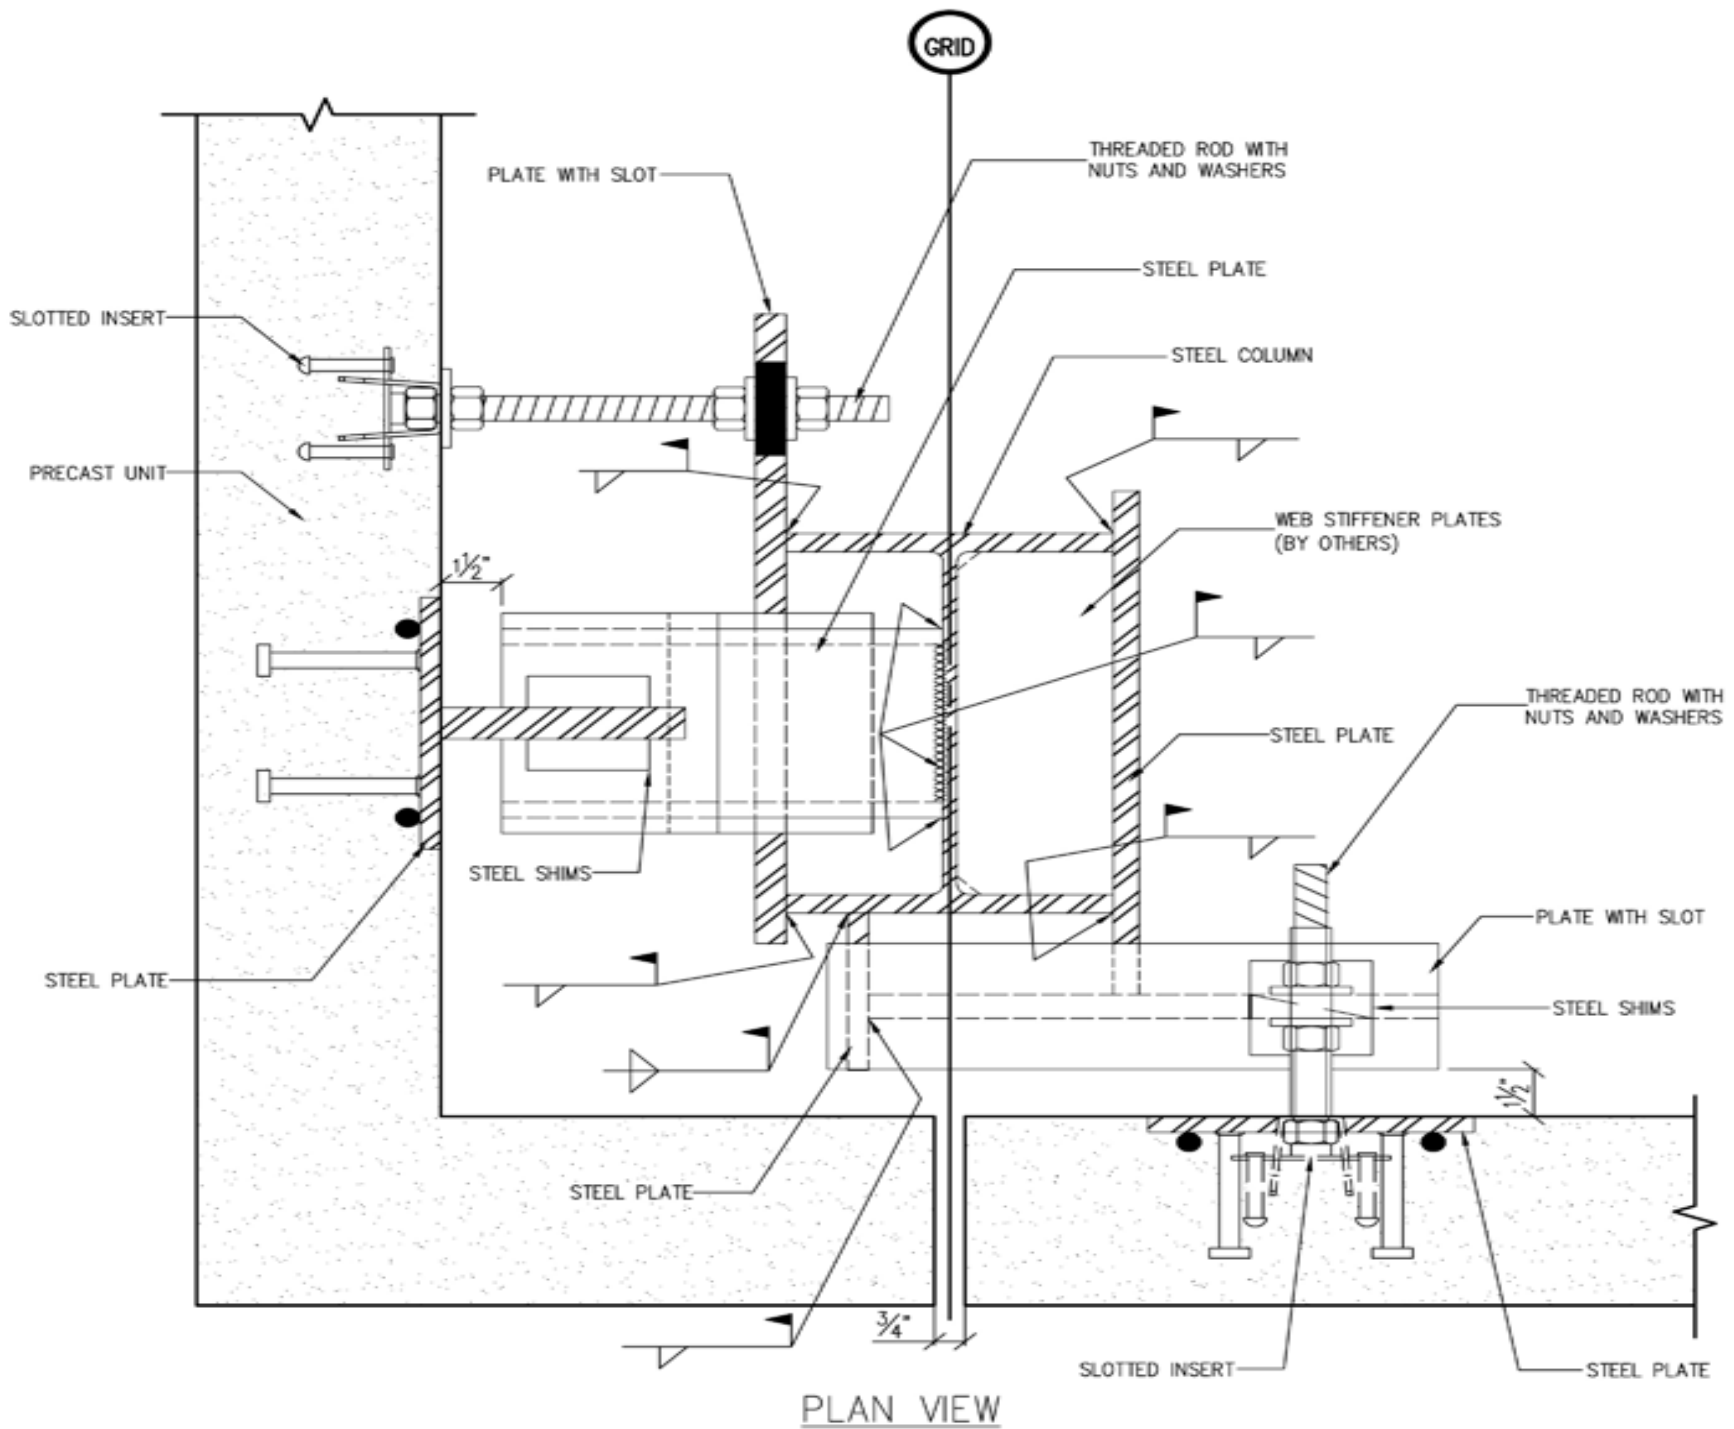 GRID
THREADED ROD WITH
NUTS AND WASHERS
PLATE WITH SLOT
STEEL PLATE
SLOTTED INSERT
STEEL COLUMN
PRECAST UNIT
WEB STIFFENER PLATES
(BY OTHERS)
1½"
THREADED ROD WITH
NUTS AND WASHERS
STEEL PLATE
STEEL SHIMS
PLATE WITH SLOT
STEEL PLATE
STEEL SHIMS
1½"
STEEL PLATE
¾"
SLOTTED INSERT
STEEL PLATE
PLAN VIEW